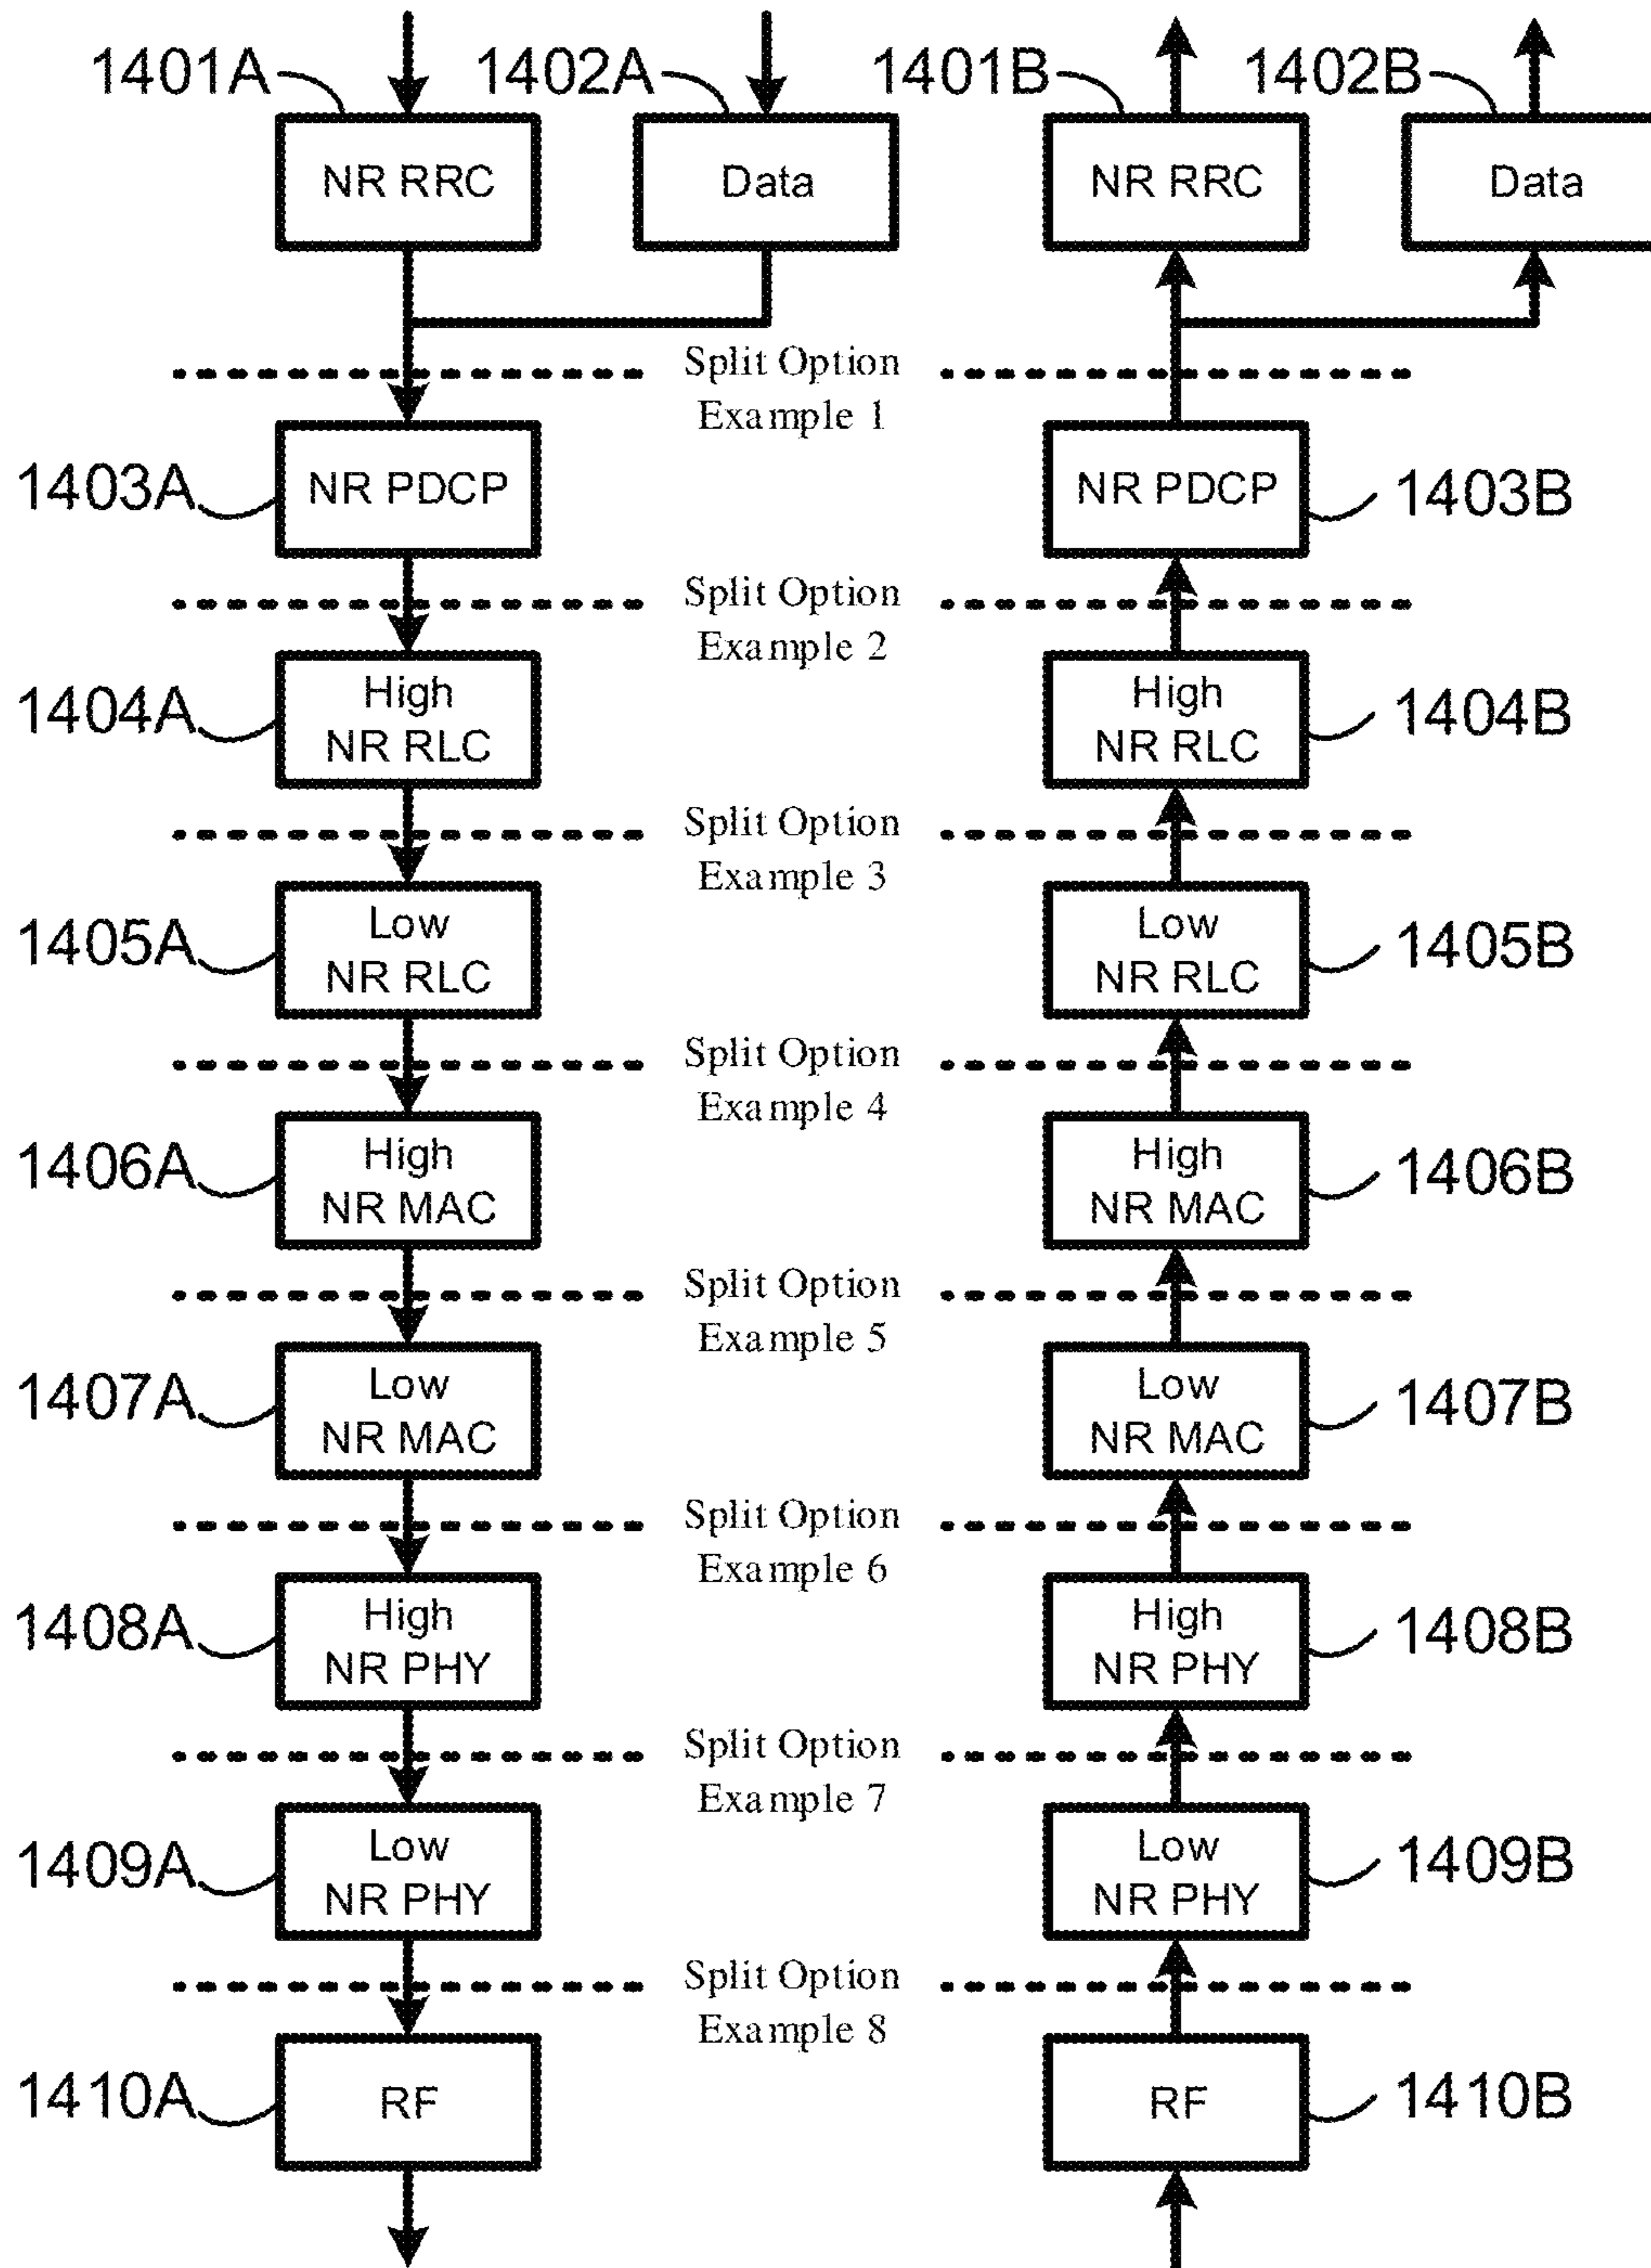 1401A 1402A 1401B 1402B
NR RRC Data NR RRC Data
Split Option
Example 1
1403A NR PDCP NR PDCP 1403B
Split Option
Example 2
1404A High
NR RLC High
NR RLC 1404B
Split Option
Example 3
1405A Low
NR RLC Low
NR RLC 1405B
Split Option
Example 4
1406A High
NR MAC High
NR MAC 1406B
Split Option
Example 5
1407A Low
NR MAC Low
NR MAC 1407B
Split Option
Example 6
1408A High
NR PHY High
NR PHY 1408B
Split Option
Example 7
1409A Low
NR PHY Low
NR PHY 1409B
Split Option
Example 8
1410A RF RF 1410B